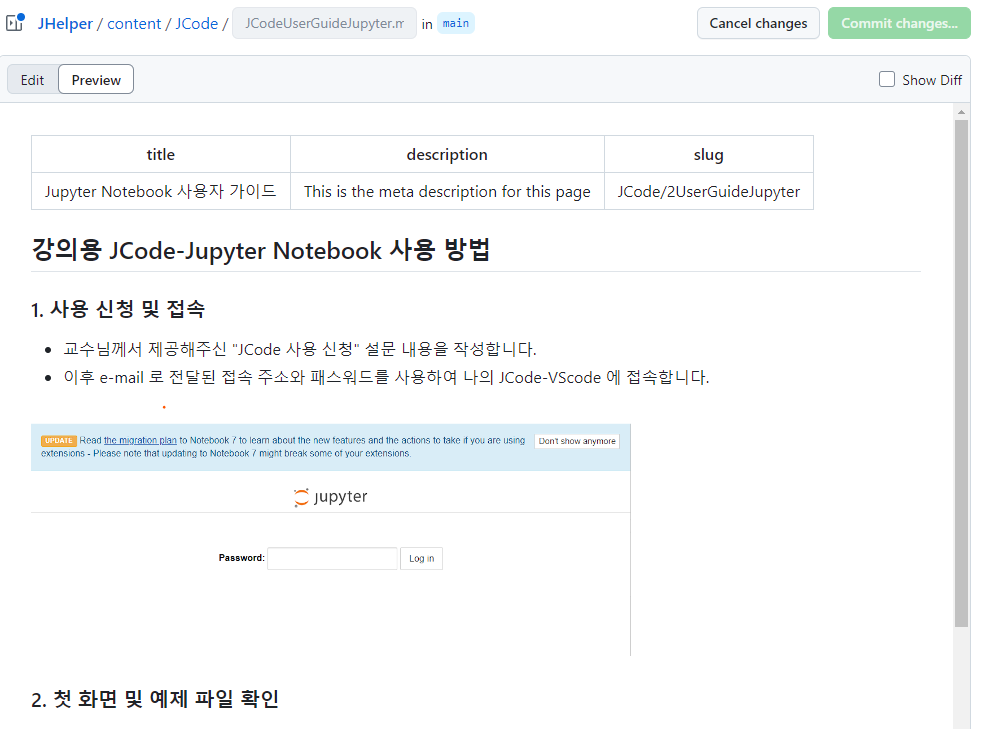 JHelper / content / JCode / JCodeUserGuideJupyter.m in main Cancel changes Commit changes...
Edit Preview Show Diff
title description slug
Jupyter Notebook 사용자 가이드 This is the meta description for this page JCode/2UserGuideJupyter
강의용 JCode-Jupyter Notebook 사용 방법
1. 사용 신청 및 접속
• 교수님께서 제공해주신 "JCode 사용 신청" 설문 내용을 작성합니다.
• 이후 e-mail 로 전달된 접속 주소와 패스워드를 사용하여 나의 JCode-VScode 에 접속합니다.
UPDATE Read the migration plan to Notebook 7 to learn about the new features and the actions to take if you are using Don't show anymore
extensions - Please note that updating to Notebook 7 might break some of your extensions.
jupyter
Password: Log in
2. 첫 화면 및 예제 파일 확인